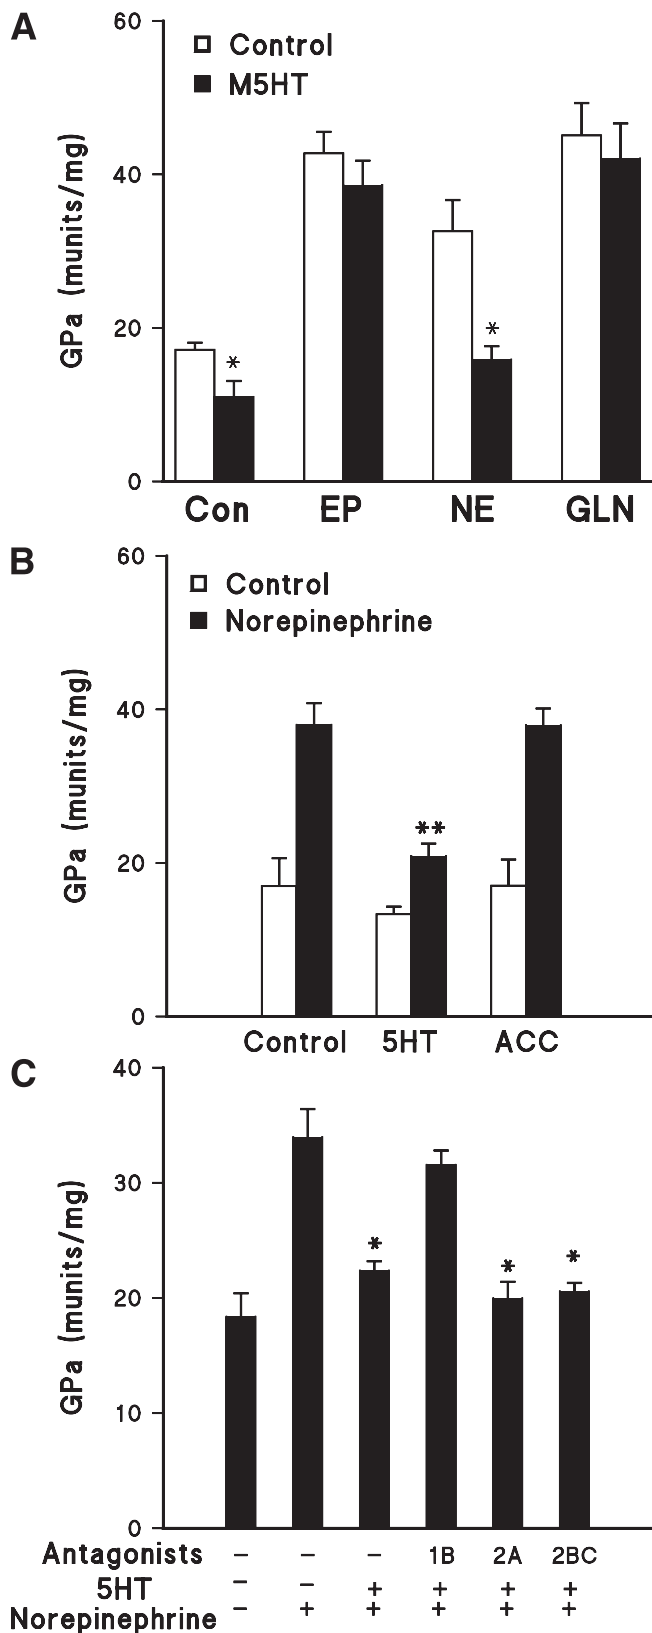 A
60
Control
M5HT
40
20
0
GPa (munits/mg)
Con EP NE GLN
B
60
Control
Norepinephrine
40
20
0
GPa (munits/mg)
**
Control 5HT ACC
C
40
30
20
10
0
GPa (munits/mg)
*
*
*
*
*
Antagonists – – – 1B 2A 2BC
5HT – – + + + +
Norepinephrine – + + + + +